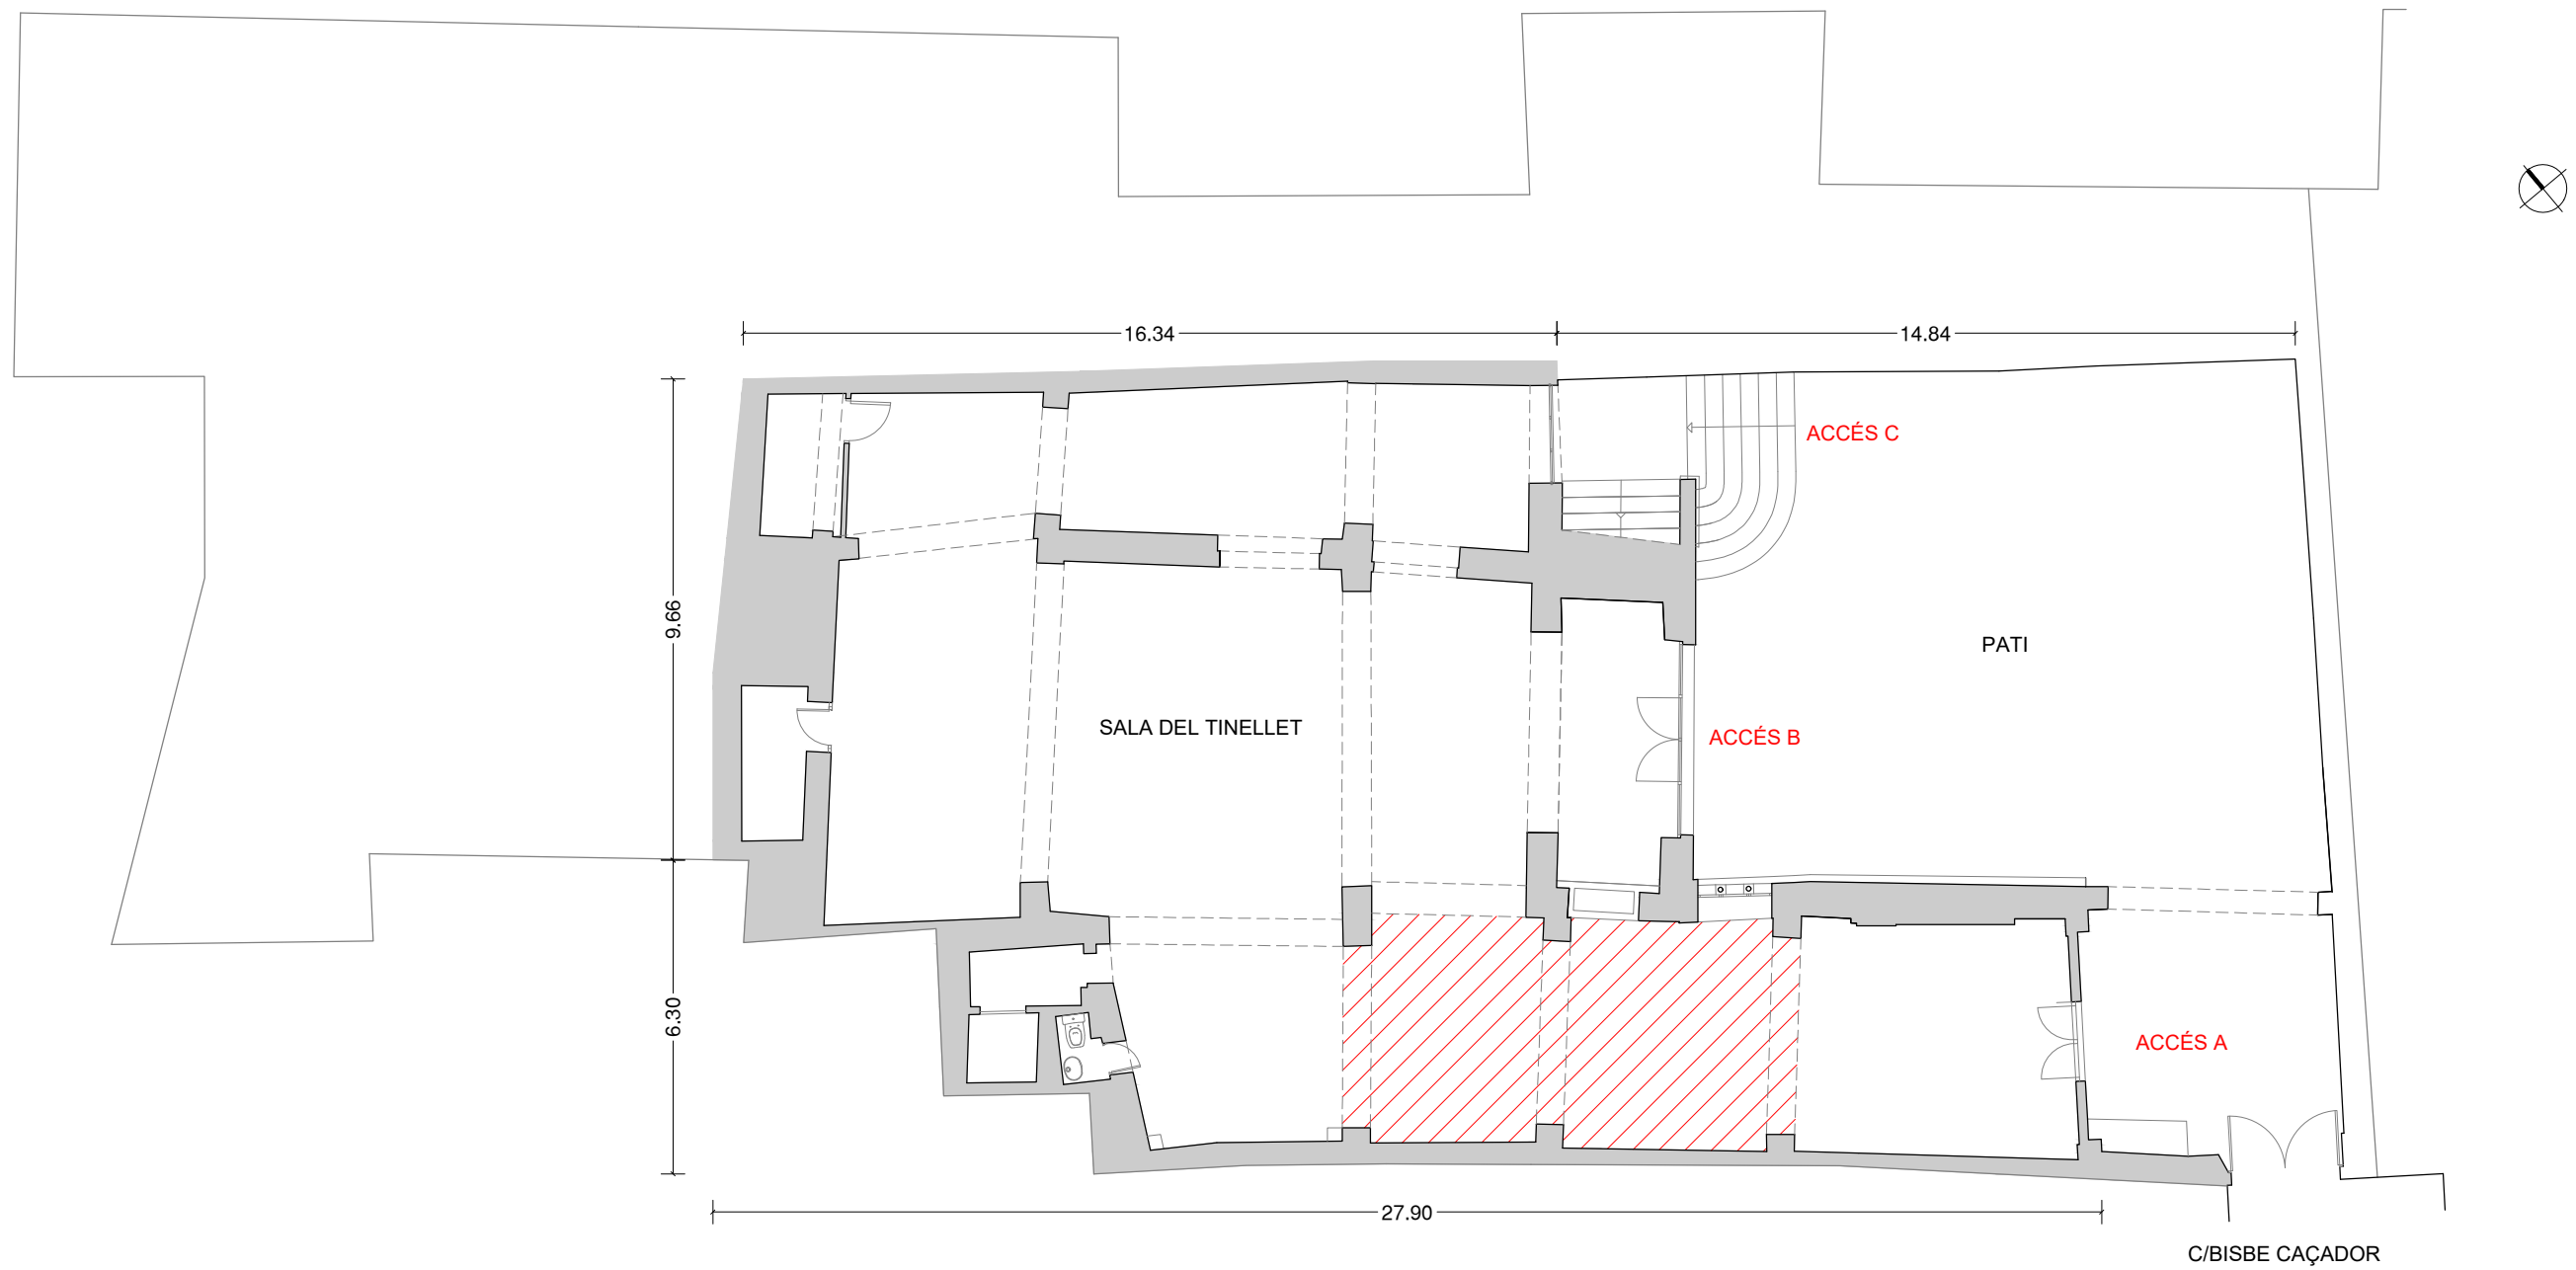 16.34
14.84
ACCÉS C
9.66
PATI
SALA DEL TINELLET
ACCÉS B
6.30
ACCÉS A
27.90
C/BISBE CAÇADOR